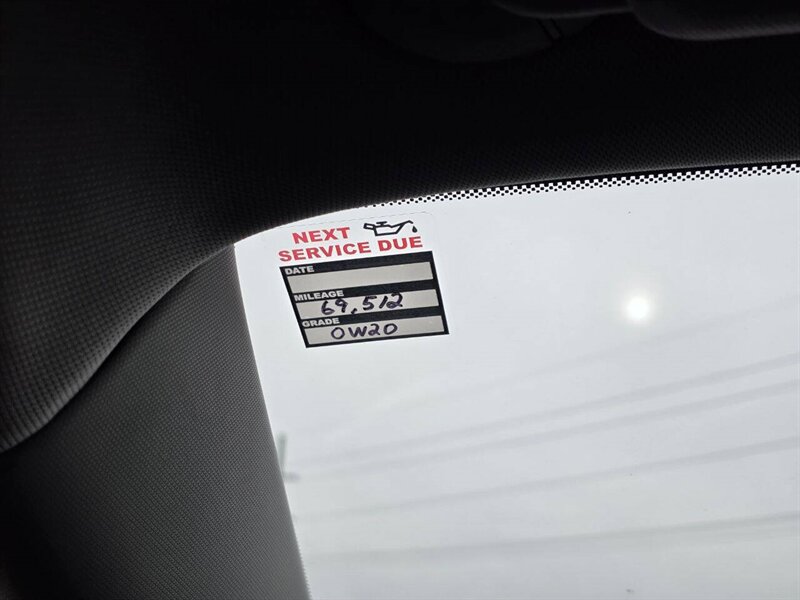 NEXT
SERVICE DUE
DATE
MILEAGE
69,512
GRADE
0W20